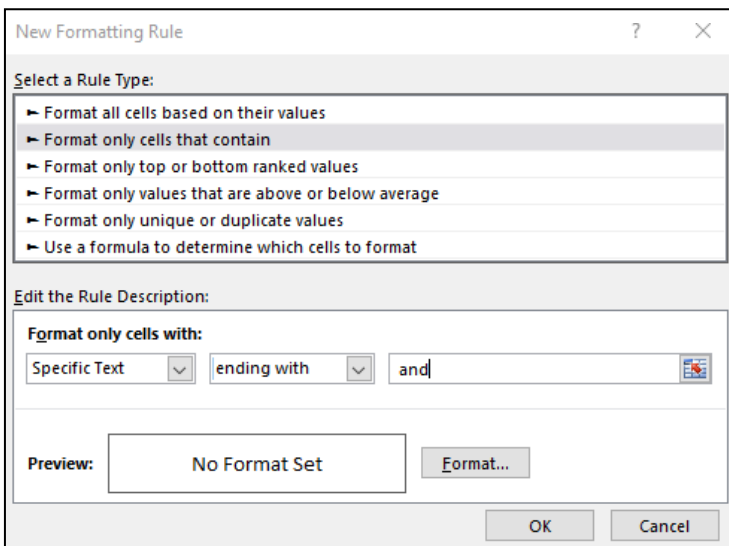 New Formatting Rule ?
Select a Rule Type:
► Format all cells based on their values
► Format only cells that contain
► Format only top or bottom ranked values
► Format only values that are above or below average
► Format only unique or duplicate values
► Use a formula to determine which cells to format
Edit the Rule Description:
Format only cells with:
Specific Text ending with and
Preview: No Format Set Format...
OK Cancel